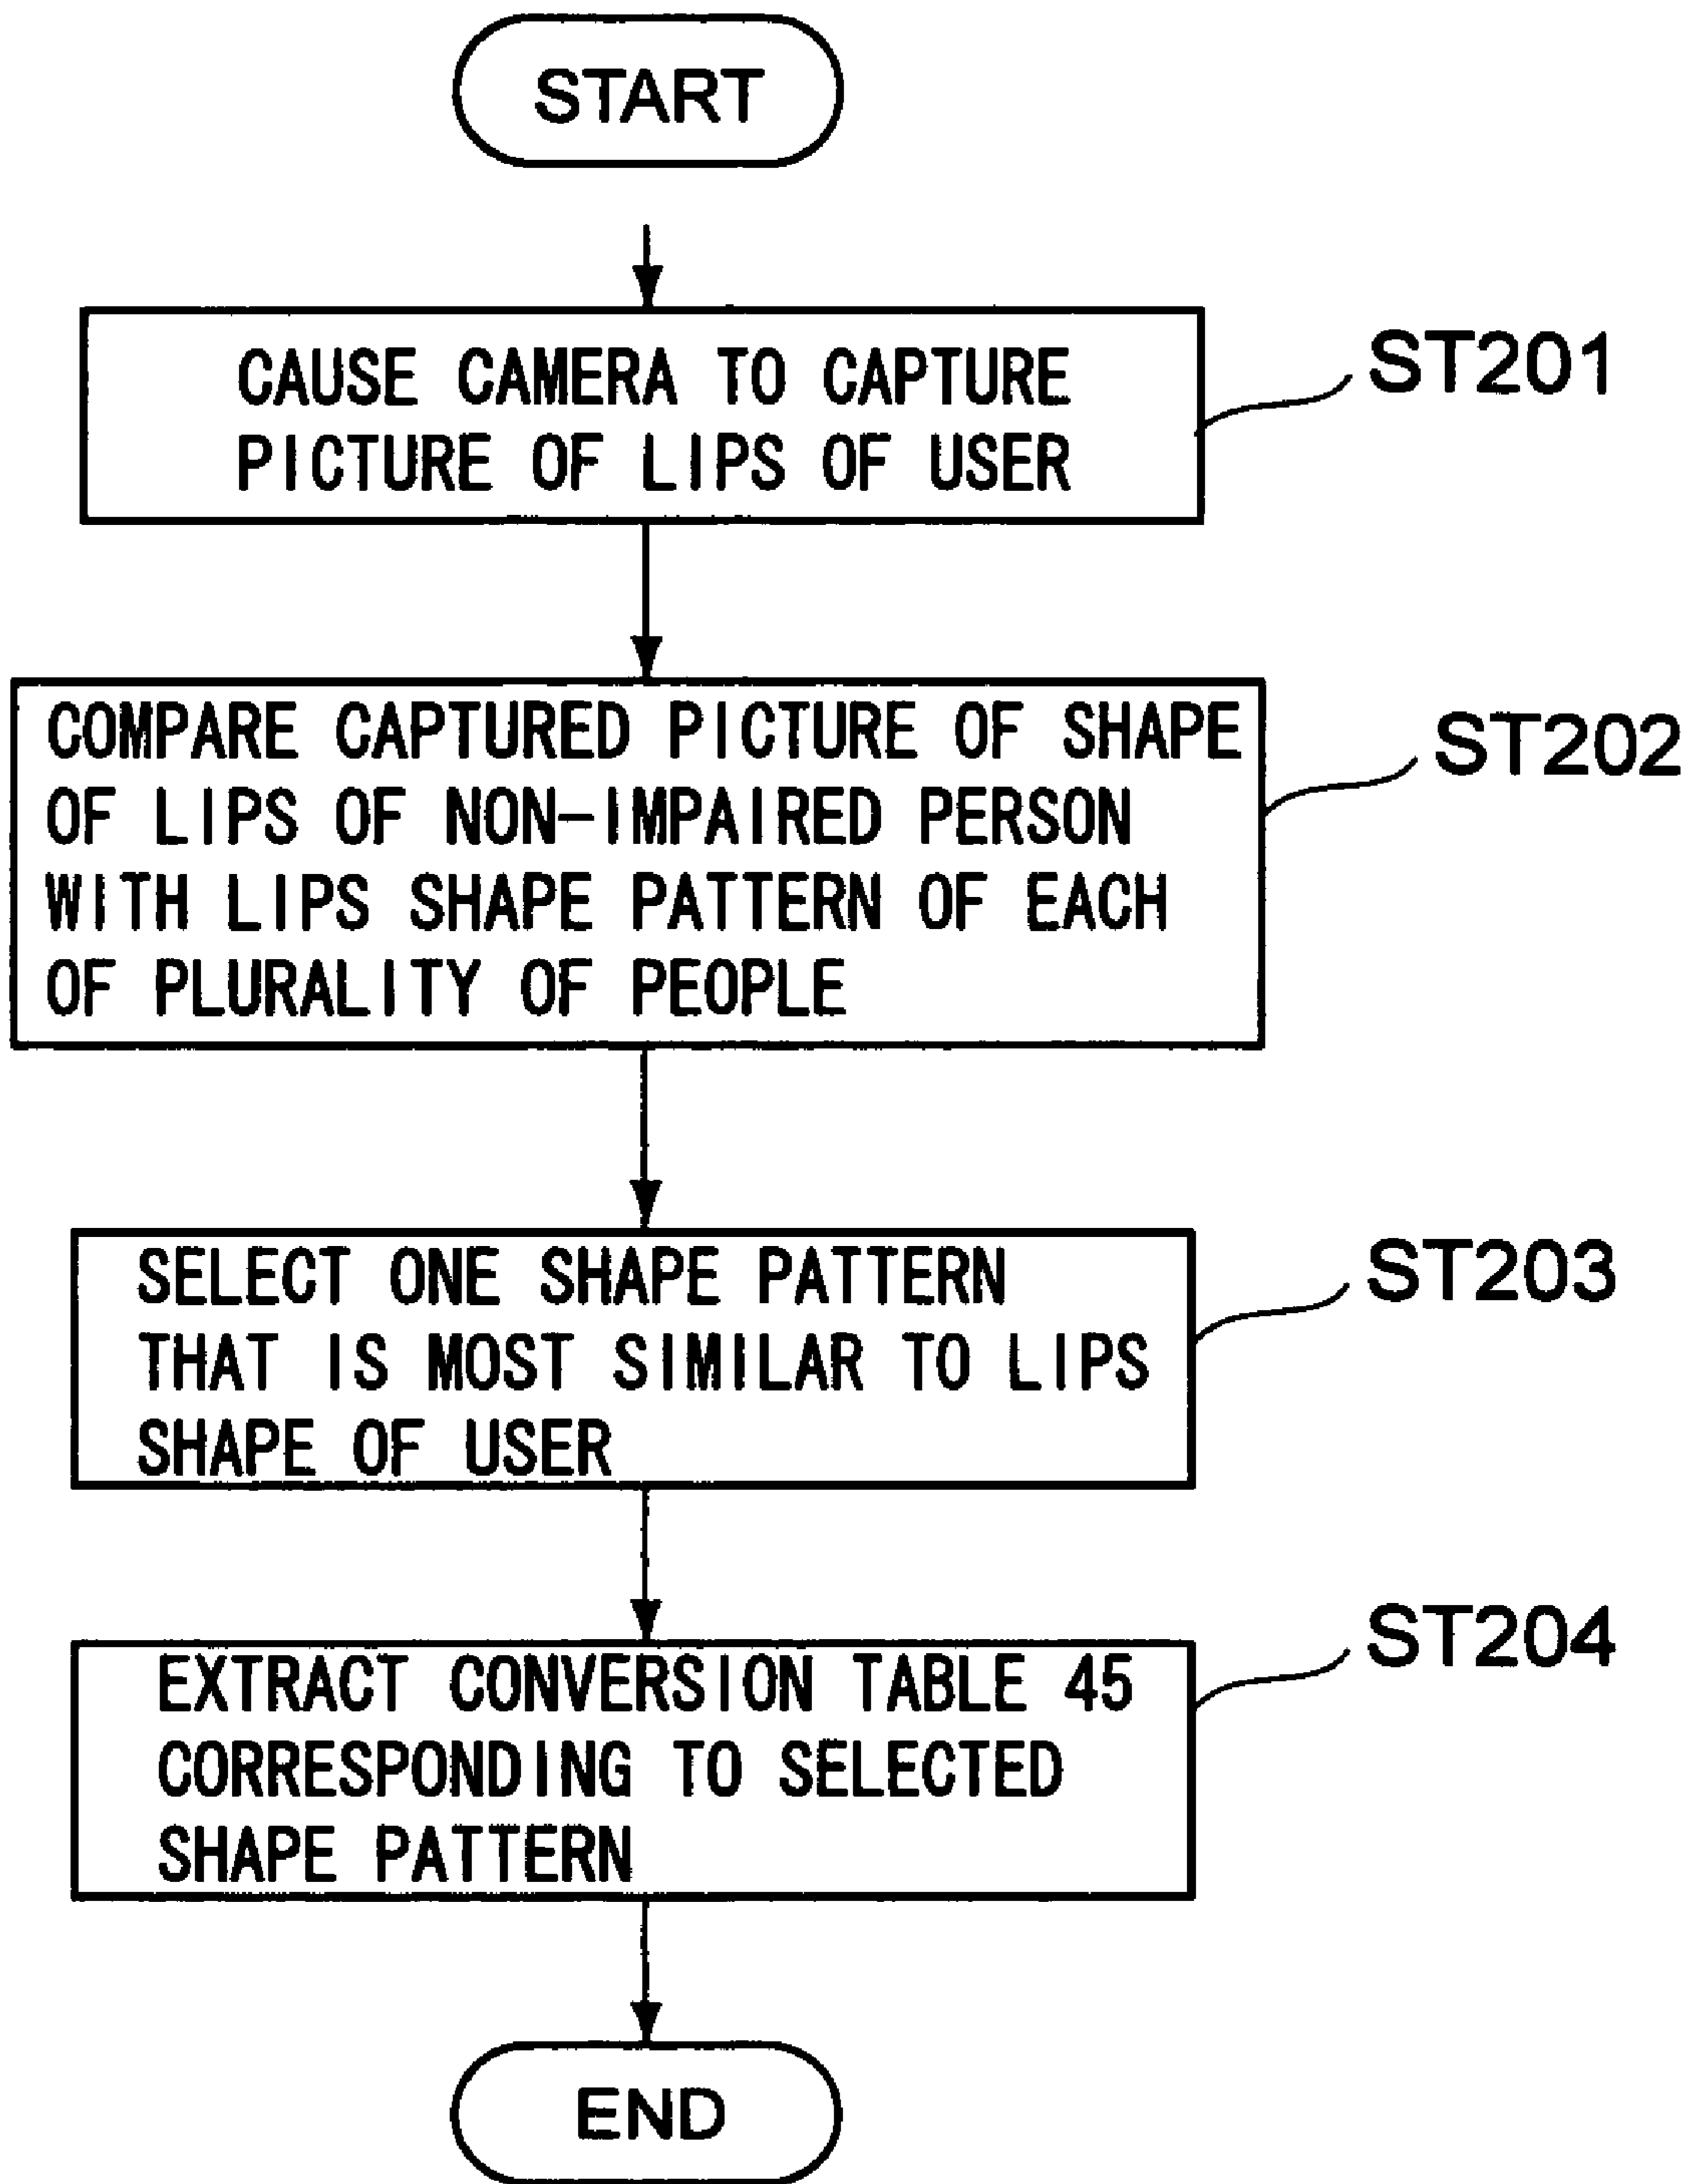 START
CAUSE CAMERA TO CAPTURE
PICTURE OF LIPS OF USER
ST201
COMPARE CAPTURED PICTURE OF SHAPE
OF LIPS OF NON-IMPAIRED PERSON
WITH LIPS SHAPE PATTERN OF EACH
OF PLURALITY OF PEOPLE
ST202
SELECT ONE SHAPE PATTERN
THAT IS MOST SIMILAR TO LIPS
SHAPE OF USER
ST203
EXTRACT CONVERSION TABLE 45
CORRESPONDING TO SELECTED
SHAPE PATTERN
ST204
END